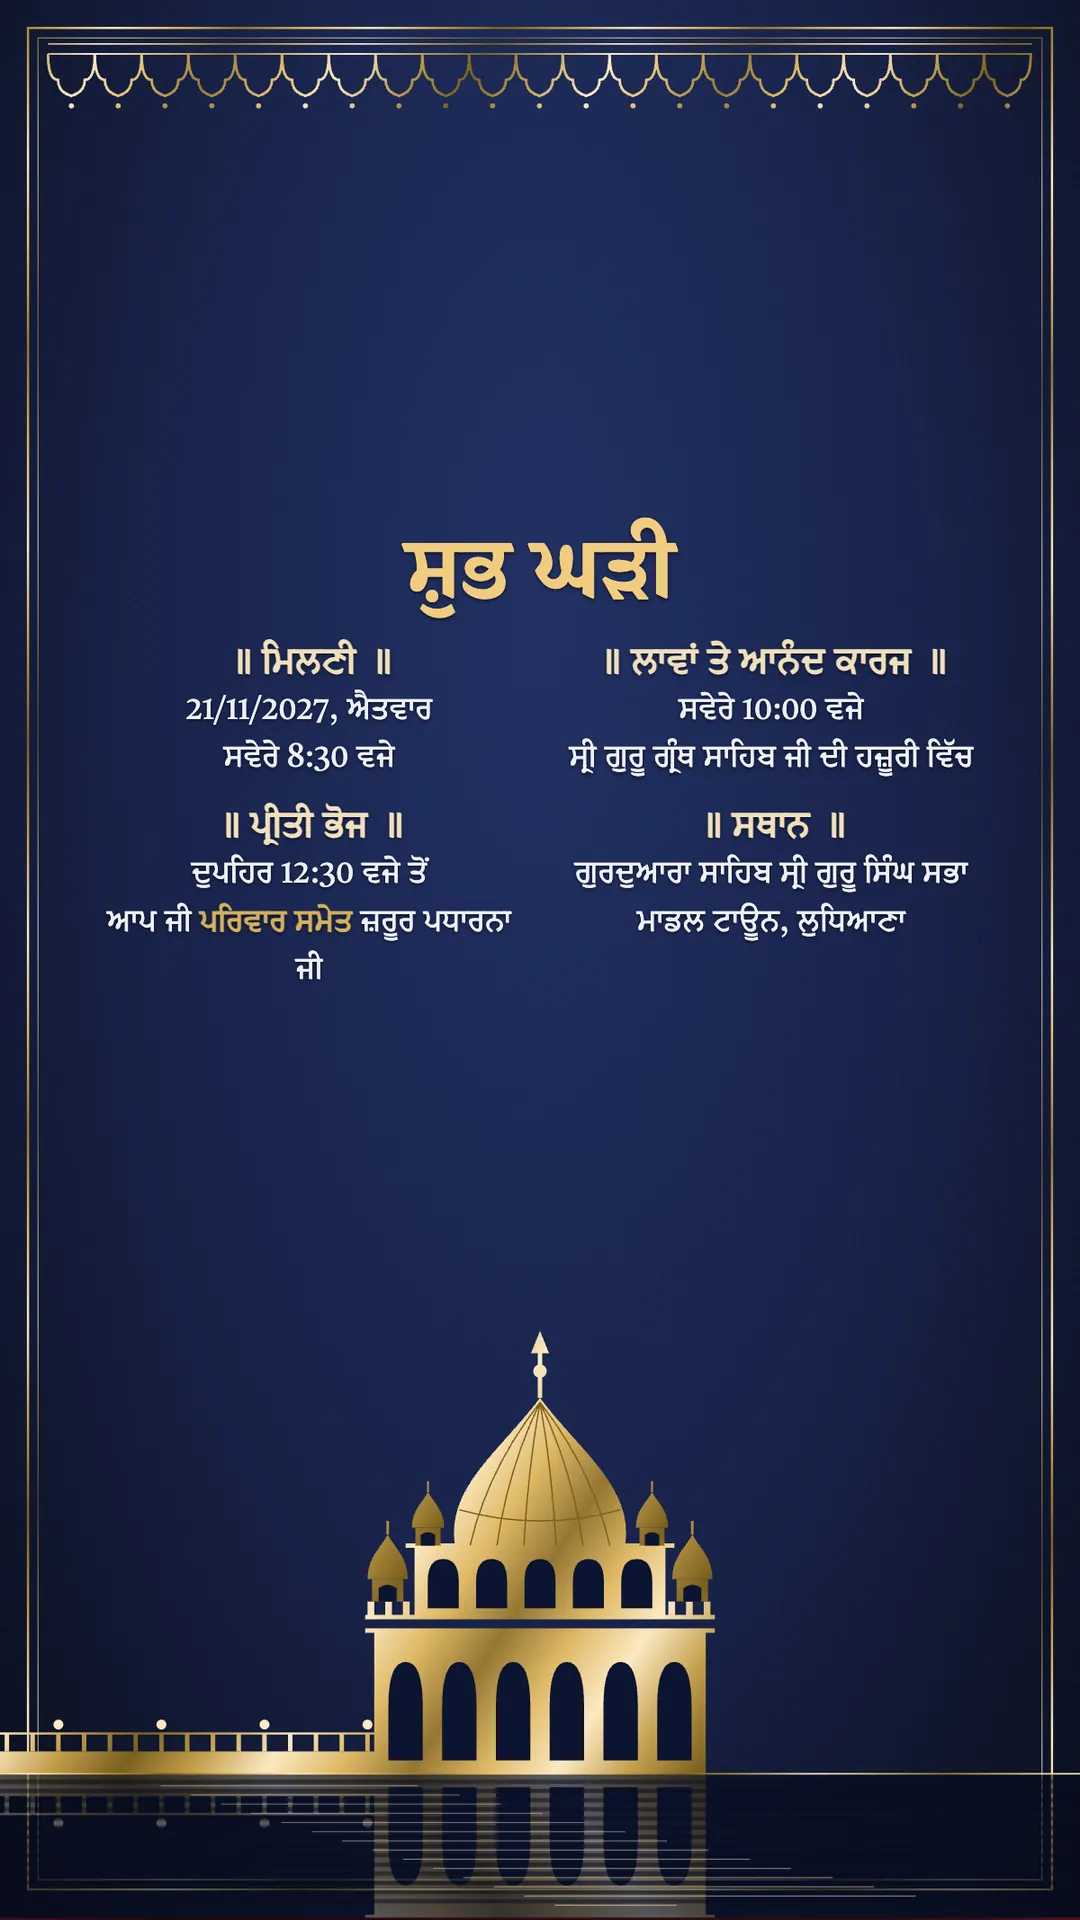 ਸ਼ੁਭ ਘੜੀ
॥ ਮਿਲਣੀ ॥
21/11/2027, ਐਤਵਾਰ
ਸਵੇਰੇ 8:30 ਵਜੇ
॥ ਲਾਵਾਂ ਤੇ ਆਨੰਦ ਕਾਰਜ ॥
ਸਵੇਰੇ 10:00 ਵਜੇ
ਸ੍ਰੀ ਗੁਰੂ ਗ੍ਰੰਥ ਸਾਹਿਬ ਜੀ ਦੀ ਹਜ਼ੂਰੀ ਵਿੱਚ
॥ ਪ੍ਰੀਤੀ ਭੋਜ ॥
ਦੁਪਹਿਰ 12:30 ਵਜੇ ਤੋਂ
ਆਪ ਜੀ ਪਰਿਵਾਰ ਸਮੇਤ ਜ਼ਰੂਰ ਪਧਾਰਨਾ
ਜੀ
॥ ਸਥਾਨ ॥
ਗੁਰਦੁਆਰਾ ਸਾਹਿਬ ਸ੍ਰੀ ਗੁਰੂ ਸਿੰਘ ਸਭਾ
ਮਾਡਲ ਟਾਊਨ, ਲੁਧਿਆਣਾ